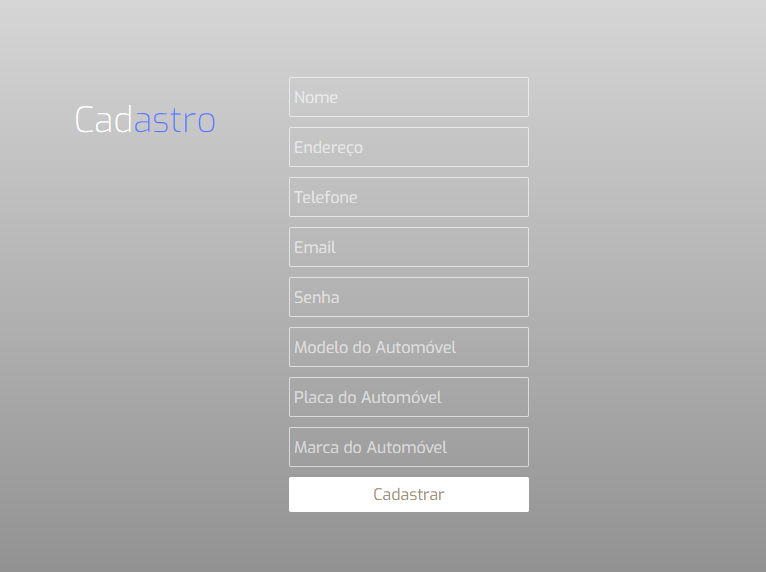 Cadastro
Nome
Endereço
Telefone
Email
Senha
Modelo do Automóvel
Placa do Automóvel
Marca do Automóvel
Cadastrar